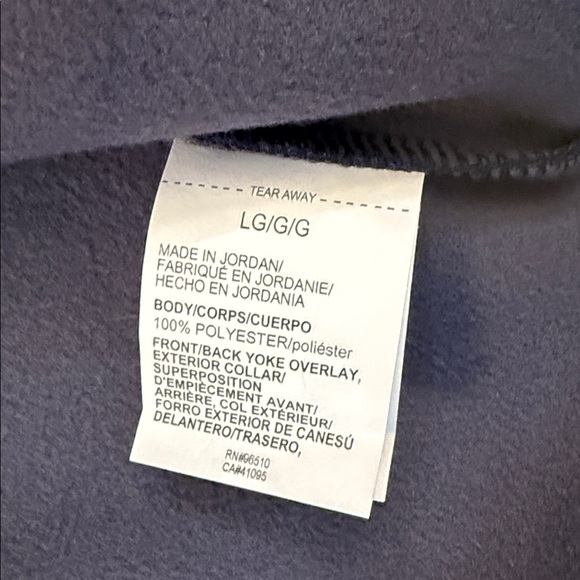 TEAR AWAY
LG/G/G
MADE IN JORDAN/
FABRIQUÉ EN JORDANIE/
HECHO EN JORDANIA
BODY/CORPS/CUERPO
100% POLYESTER/poliéster
FRONT/BACK YOKE OVERLAY,
EXTERIOR COLLAR/
SUPERPOSITION
D'EMPIÈCEMENT AVANT/
ARRIÈRE, COL EXTÉRIEUR/
FORRO EXTERIOR DE CANESÚ
DELANTERO/TRASERO,
RN#96510
CA#41095